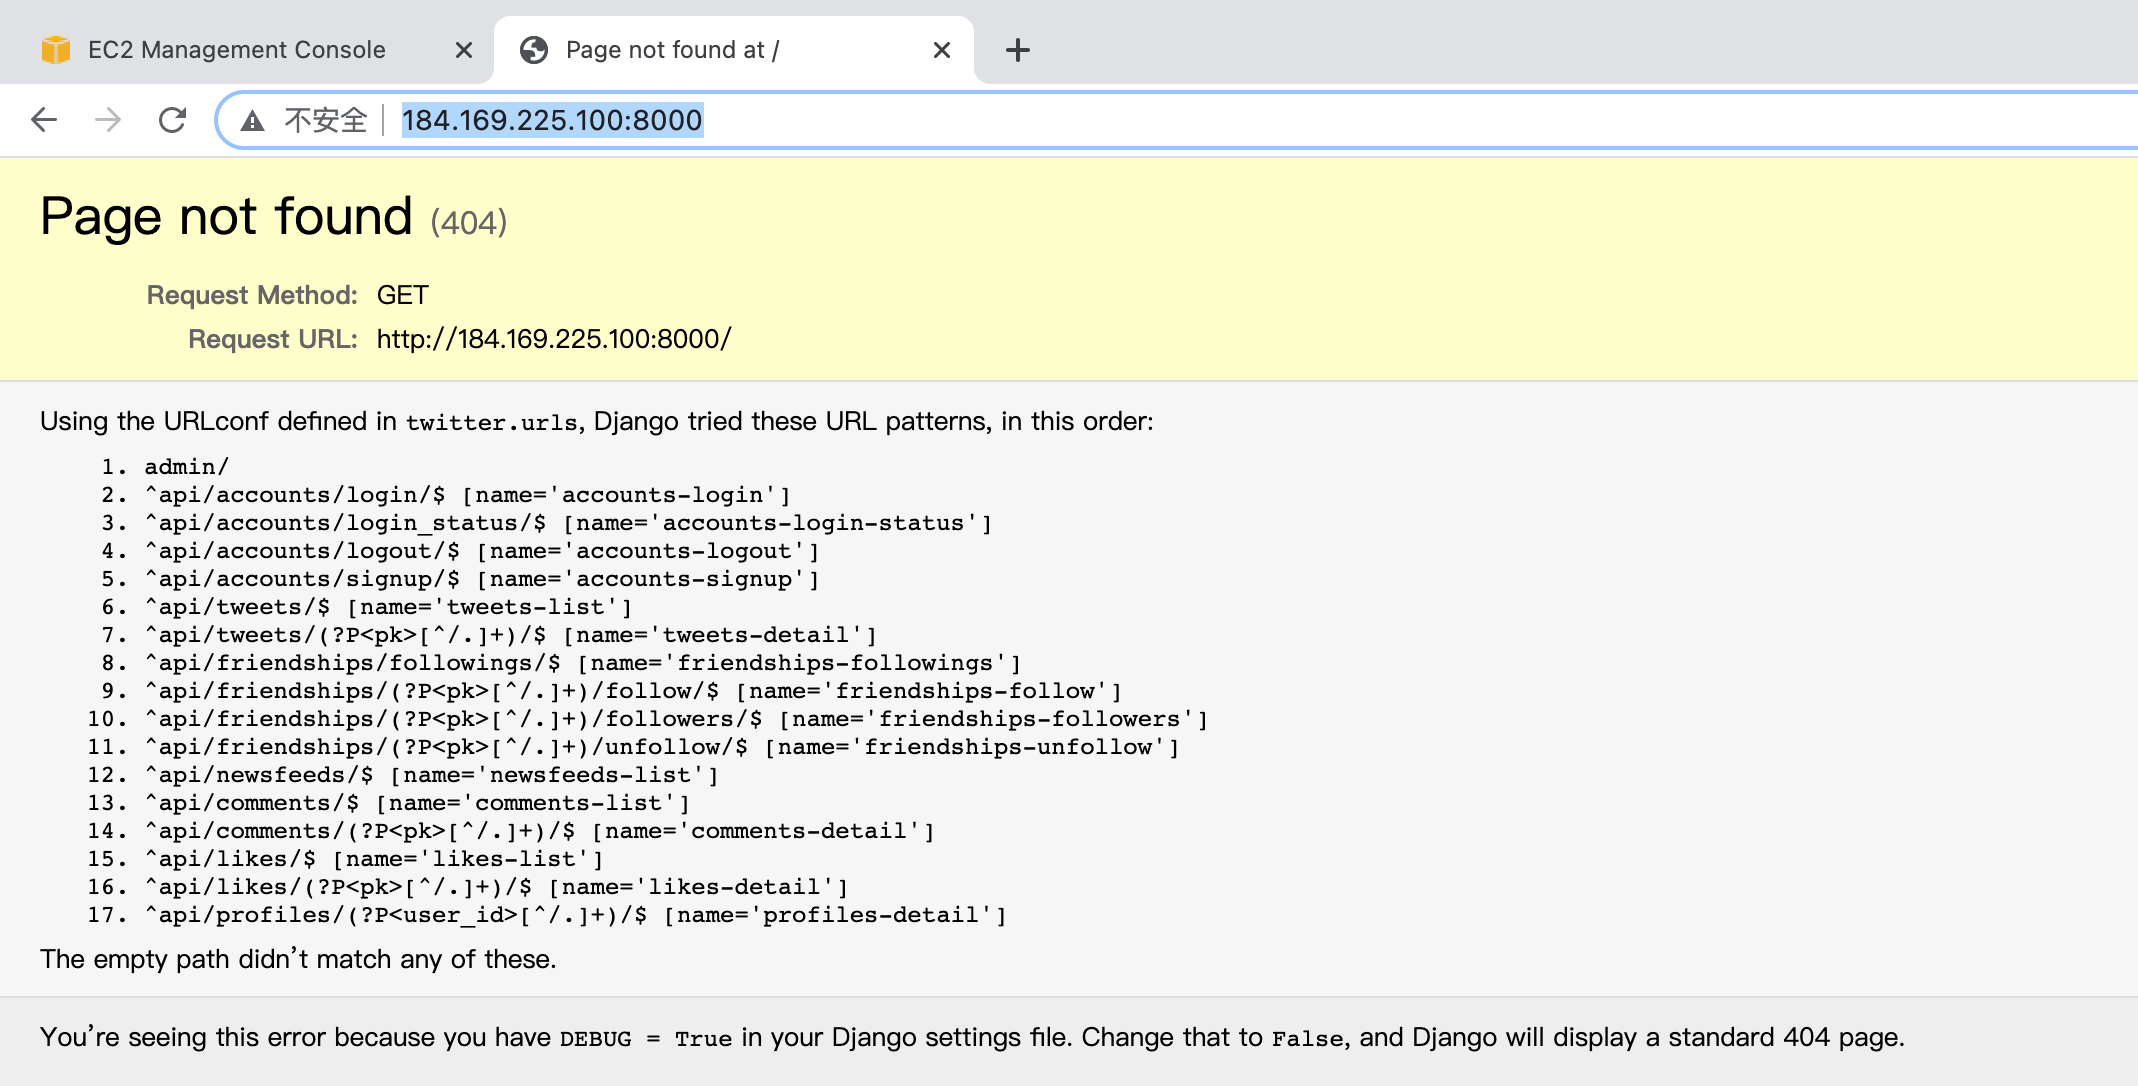 EC2 Management Console
Page not found at /
不安全 184.169.225.100:8000
Page not found (404)
Request Method: GET
Request URL: http://184.169.225.100:8000/
Using the URLconf defined in twitter.urls, Django tried these URL patterns, in this order:
1. admin/
2. ^api/accounts/login/$ [name='accounts-login']
3. ^api/accounts/login_status/$ [name='accounts-login-status']
4. ^api/accounts/logout/$ [name='accounts-logout']
5. ^api/accounts/signup/$ [name='accounts-signup']
6. ^api/tweets/$ [name='tweets-list']
7. ^api/tweets/(?P<pk>[^/.]+)/$ [name='tweets-detail']
8. ^api/friendships/followings/$ [name='friendships-followings']
9. ^api/friendships/(?P<pk>[^/.]+)/follow/$ [name='friendships-follow']
10. ^api/friendships/(?P<pk>[^/.]+)/followers/$ [name='friendships-followers']
11. ^api/friendships/(?P<pk>[^/.]+)/unfollow/$ [name='friendships-unfollow']
12. ^api/newsfeeds/$ [name='newsfeeds-list']
13. ^api/comments/$ [name='comments-list']
14. ^api/comments/(?P<pk>[^/.]+)/$ [name='comments-detail']
15. ^api/likes/$ [name='likes-list']
16. ^api/likes/(?P<pk>[^/.]+)/$ [name='likes-detail']
17. ^api/profiles/(?P<user_id>[^/.]+)/$ [name='profiles-detail']
The empty path didn’t match any of these.
You’re seeing this error because you have DEBUG = True in your Django settings file. Change that to False, and Django will display a standard 404 page.